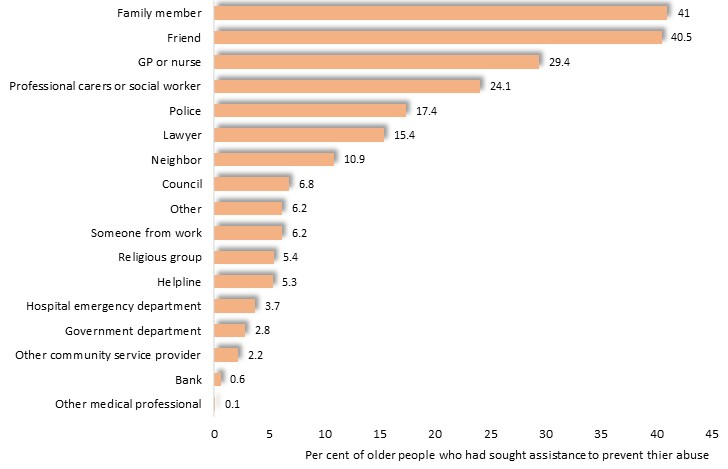 Family member 41
Friend 40.5
GP or nurse 29.4
Professional carers or social worker 24.1
Police 17.4
Lawyer 15.4
Neighbor 10.9
Council 6.8
Other 6.2
Someone from work 6.2
Religious group 5.4
Helpline 5.3
Hospital emergency department 3.7
Government department 2.8
Other community service provider 2.2
Bank 0.6
Other medical professional 0.1
0 5 10 15 20 25 30 35 40 45
Per cent of older people who had sought assistance to prevent thier abuse